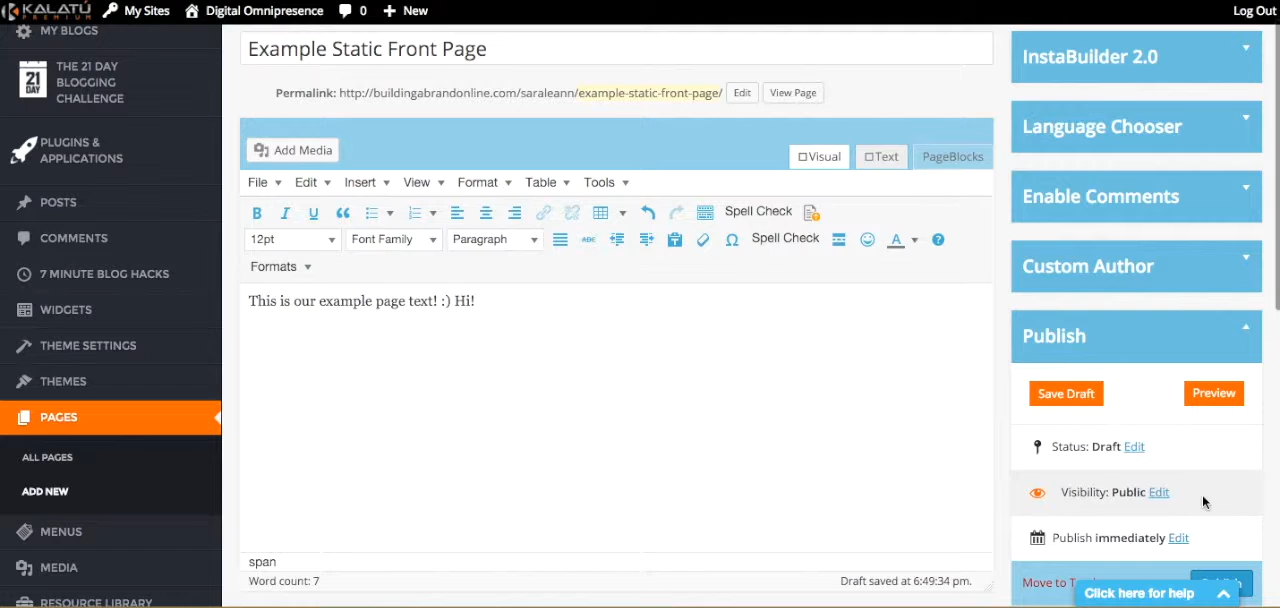 KALATÚ PREMIUM My Sites Digital Omnipresence 0 New Log Out
MY BLOGS
21 DAY
THE 21 DAY
BLOGGING
CHALLENGE
PLUGINS &
APPLICATIONS
POSTS
COMMENTS
7 MINUTE BLOG HACKS
WIDGETS
THEME SETTINGS
THEMES
PAGES
ALL PAGES
ADD NEW
MENUS
MEDIA
RESOURCE LIBRARY
Example Static Front Page
Permalink: http://buildingabrandonline.com/saraleann/example-static-front-page/ Edit View Page
Add Media
Visual Text PageBlocks
File Edit Insert View Format Table Tools
B I U Spell Check
12pt Font Family Paragraph ABC Ω Spell Check A ?
Formats
This is our example page text! :) Hi!
span
Word count: 7 Draft saved at 6:49:34 pm.
InstaBuilder 2.0
Language Chooser
Enable Comments
Custom Author
Publish
Save Draft Preview
Status: Draft Edit
Visibility: Public Edit
Publish immediately Edit
Move to
Click here for help